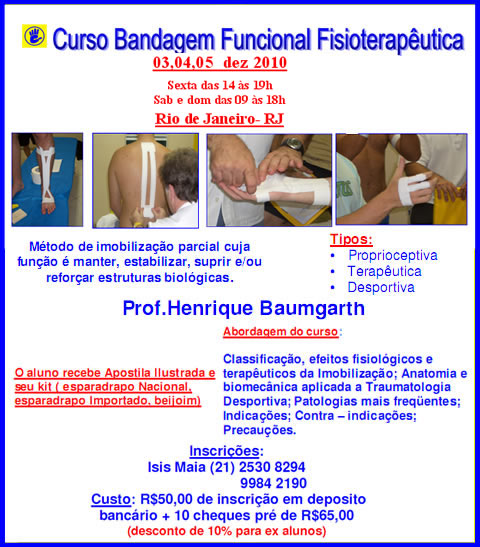 Curso Bandagem Funcional Fisioterapêutica
03,04,05 dez 2010
Sexta das 14 às 19h
Sab e dom das 09 às 18h
Rio de Janeiro- RJ
Método de imobilização parcial cuja
função é manter, estabilizar, suprir e/ou
reforçar estruturas biológicas.
Tipos:
• Proprioceptiva
• Terapêutica
• Desportiva
Prof.Henrique Baumgarth
Abordagem do curso:
O aluno recebe Apostila Ilustrada e
seu kit ( esparadrapo Nacional,
esparadrapo Importado, beijoim)
Classificação, efeitos fisiológicos e
terapêuticos da Imobilização; Anatomia e
biomecânica aplicada a Traumatologia
Desportiva; Patologias mais freqüentes;
Indicações; Contra – indicações;
Precauções.
Inscrições:
Isis Maia (21) 2530 8294
9984 2190
Custo: R$50,00 de inscrição em deposito
bancário + 10 cheques pré de R$65,00
(desconto de 10% para ex alunos)